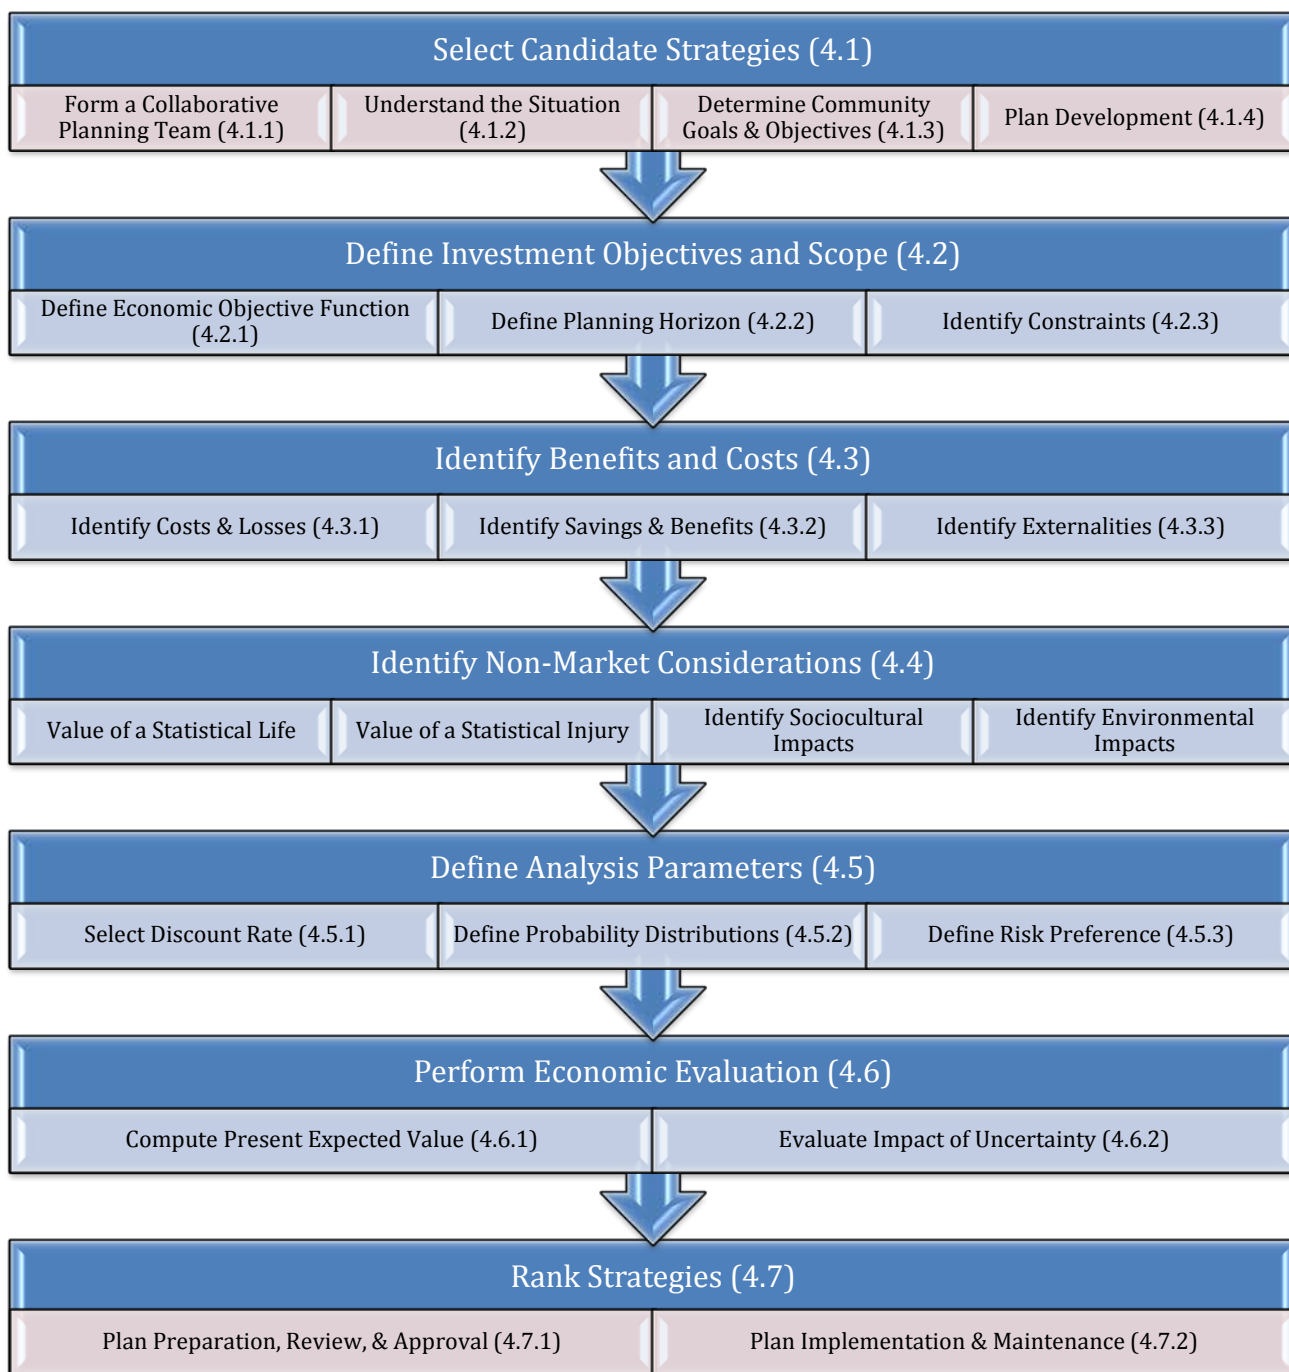 Select Candidate Strategies (4.1)
Form a Collaborative
Planning Team (4.1.1)
Understand the Situation
(4.1.2)
Determine Community
Goals & Objectives (4.1.3)
Plan Development (4.1.4)
Define Investment Objectives and Scope (4.2)
Define Economic Objective Function
(4.2.1)
Define Planning Horizon (4.2.2)
Identify Constraints (4.2.3)
Identify Benefits and Costs (4.3)
Identify Costs & Losses (4.3.1)
Identify Savings & Benefits (4.3.2)
Identify Externalities (4.3.3)
Identify Non-Market Considerations (4.4)
Value of a Statistical Life
Value of a Statistical Injury
Identify Sociocultural
Impacts
Identify Environmental
Impacts
Define Analysis Parameters (4.5)
Select Discount Rate (4.5.1)
Define Probability Distributions (4.5.2)
Define Risk Preference (4.5.3)
Perform Economic Evaluation (4.6)
Compute Present Expected Value (4.6.1)
Evaluate Impact of Uncertainty (4.6.2)
Rank Strategies (4.7)
Plan Preparation, Review, & Approval (4.7.1)
Plan Implementation & Maintenance (4.7.2)